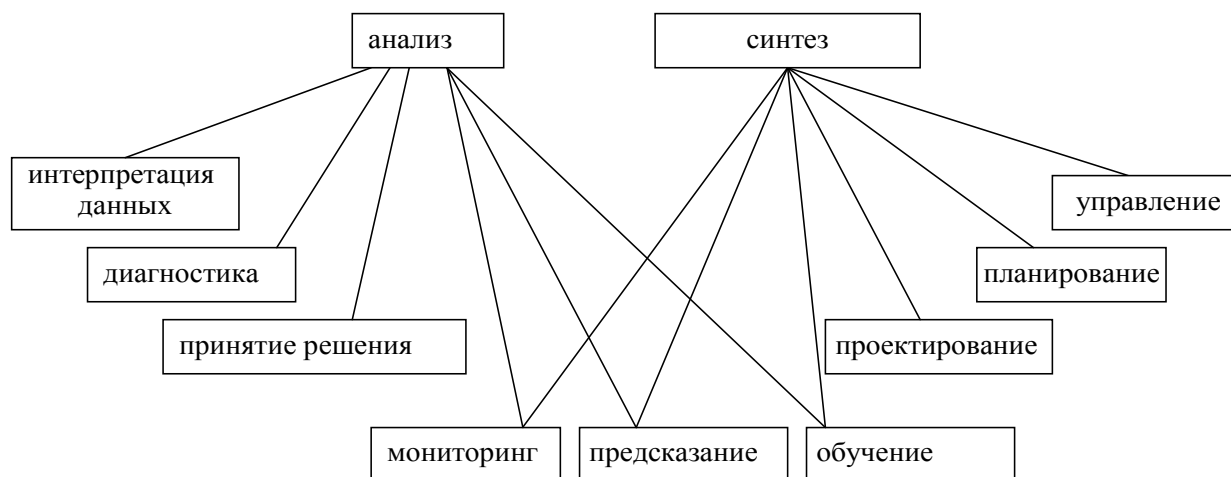 анализ
синтез
интерпретация
данных
управление
диагностика
планирование
принятие решения
проектирование
мониторинг
предсказание
обучение